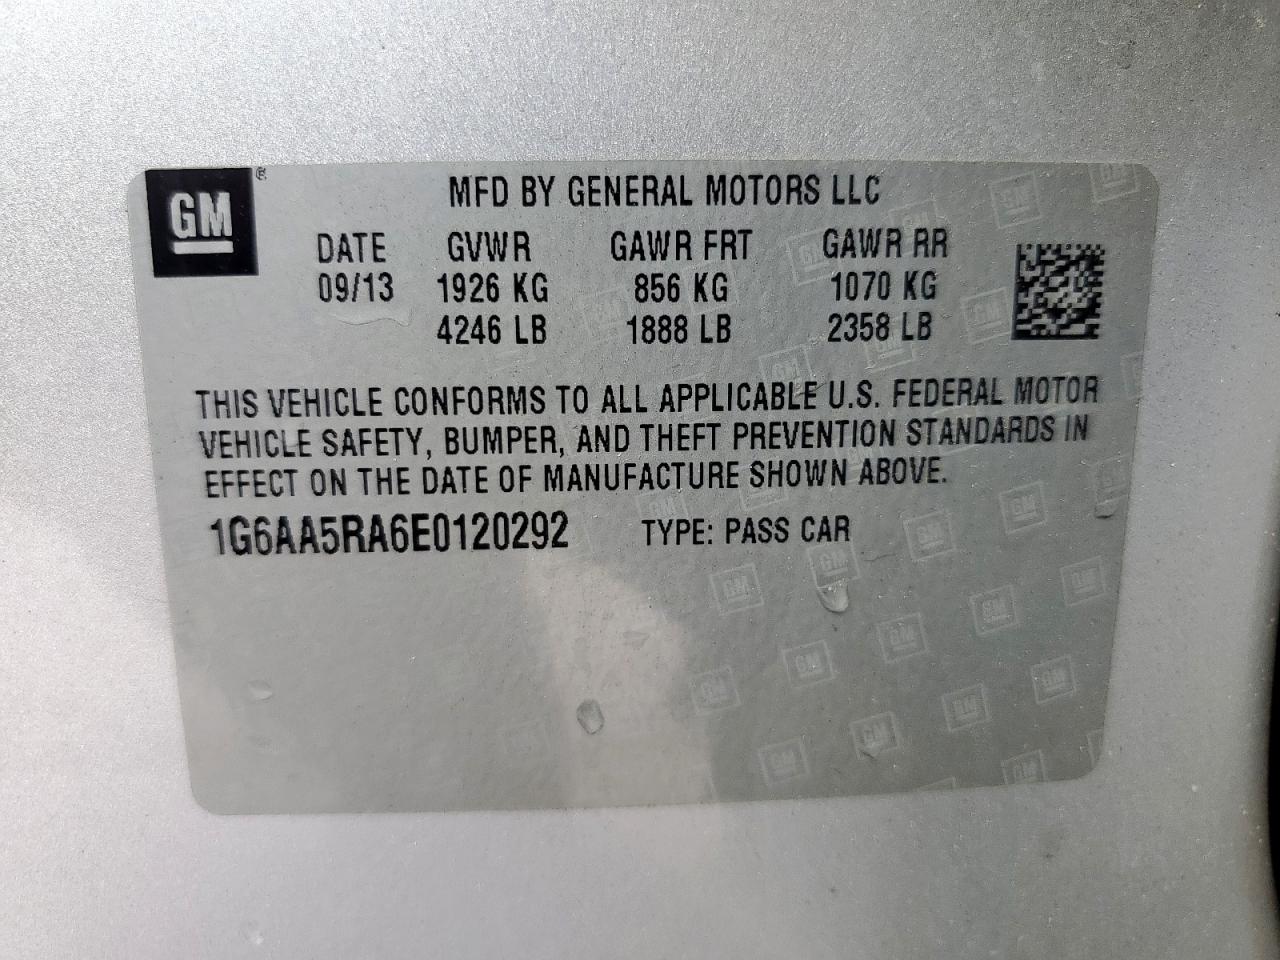 GM
MFD BY GENERAL MOTORS LLC
DATE GVWR GAWR FRT GAWR RR
09/13 1926 KG 856 KG 1070 KG
4246 LB 1888 LB 2358 LB
THIS VEHICLE CONFORMS TO ALL APPLICABLE U.S. FEDERAL MOTOR
VEHICLE SAFETY, BUMPER, AND THEFT PREVENTION STANDARDS IN
EFFECT ON THE DATE OF MANUFACTURE SHOWN ABOVE.
1G6AA5RA6E0120292 TYPE: PASS CAR